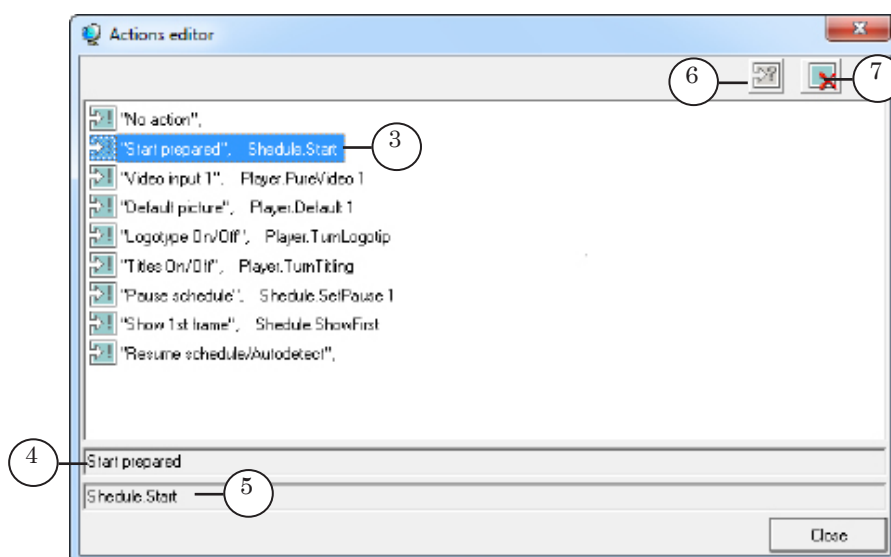 Actions editor
6
7
"No action",
"Start prepared", Shedule.Start
3
"Video input 1", Player.PureVideo 1
"Default picture", Player.Default 1
"Logotype On/Off", Player.TurnLogotip
"Titles On/Off", Player.TurnTitling
"Pause schedule", Shedule.SetPause 1
"Show 1st frame", Shedule.ShowFirst
"Resume schedule/Autodetect",
4
Start prepared
Shedule.Start
5
Close